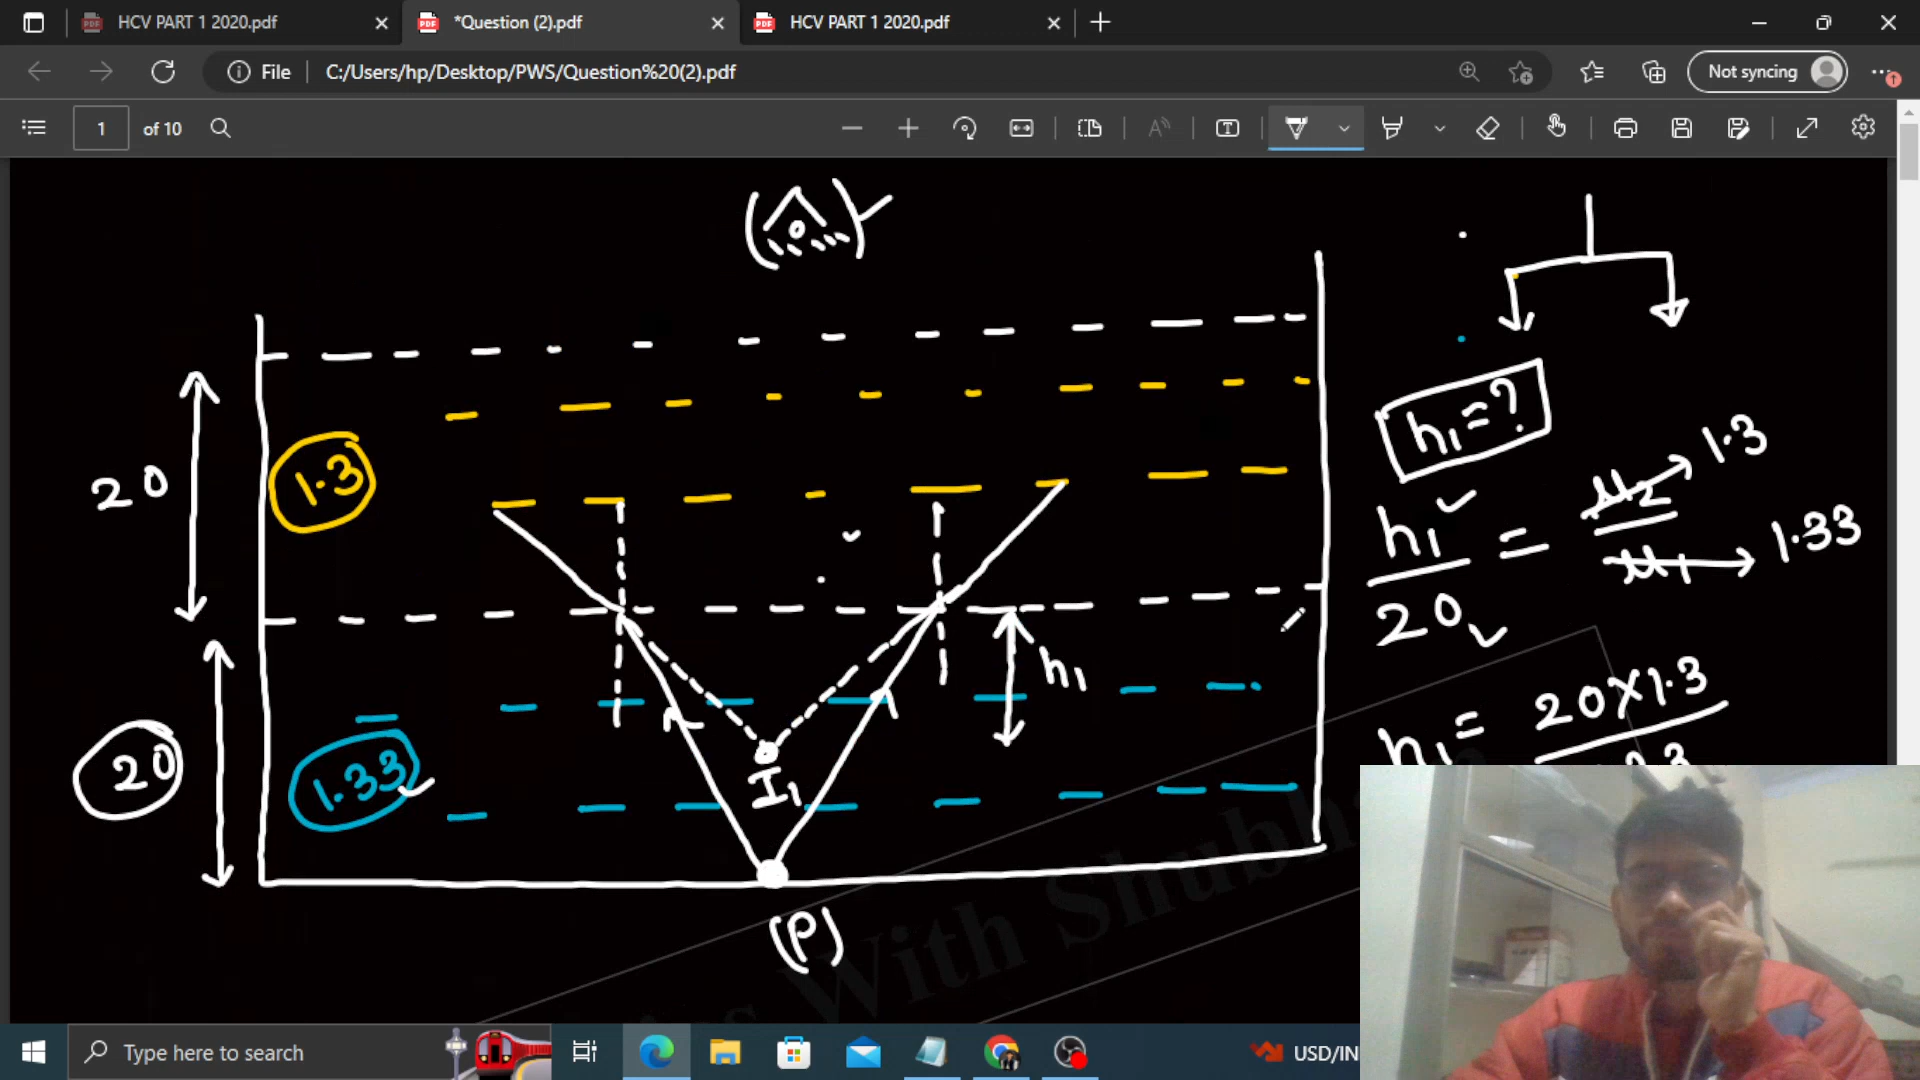 HCV PART 1 2020.pdf
*Question (2).pdf
HCV PART 1 2020.pdf
File
C:/Users/hp/Desktop/PWS/Question%20(2).pdf
Not syncing
1
of 10
20
1.3
h₁=?
h₁/20 = μ₂/μ₁
1.3
1.33
h₁
20
1.33
I₁
h₁ = 20×1.3
(P)
With Shubh
Type here to search
USD/IN